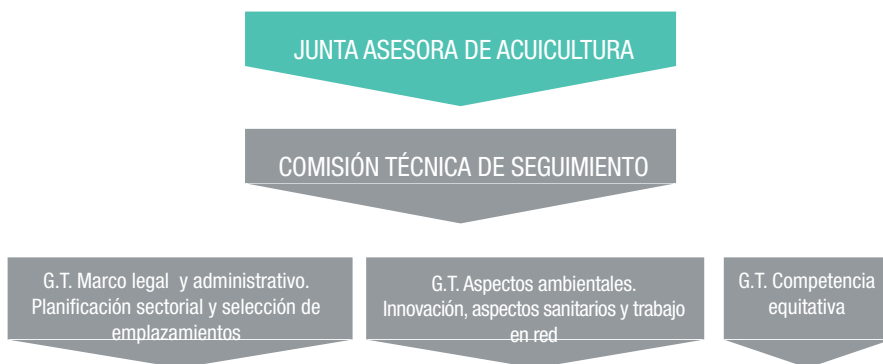 JUNTA ASESORA DE ACUICULTURA
COMISIÓN TÉCNICA DE SEGUIMIENTO
G.T. Marco legal y administrativo.
Planificación sectorial y selección de
emplazamientos
G.T. Aspectos ambientales.
Innovación, aspectos sanitarios y trabajo
en red
G.T. Competencia
equitativa